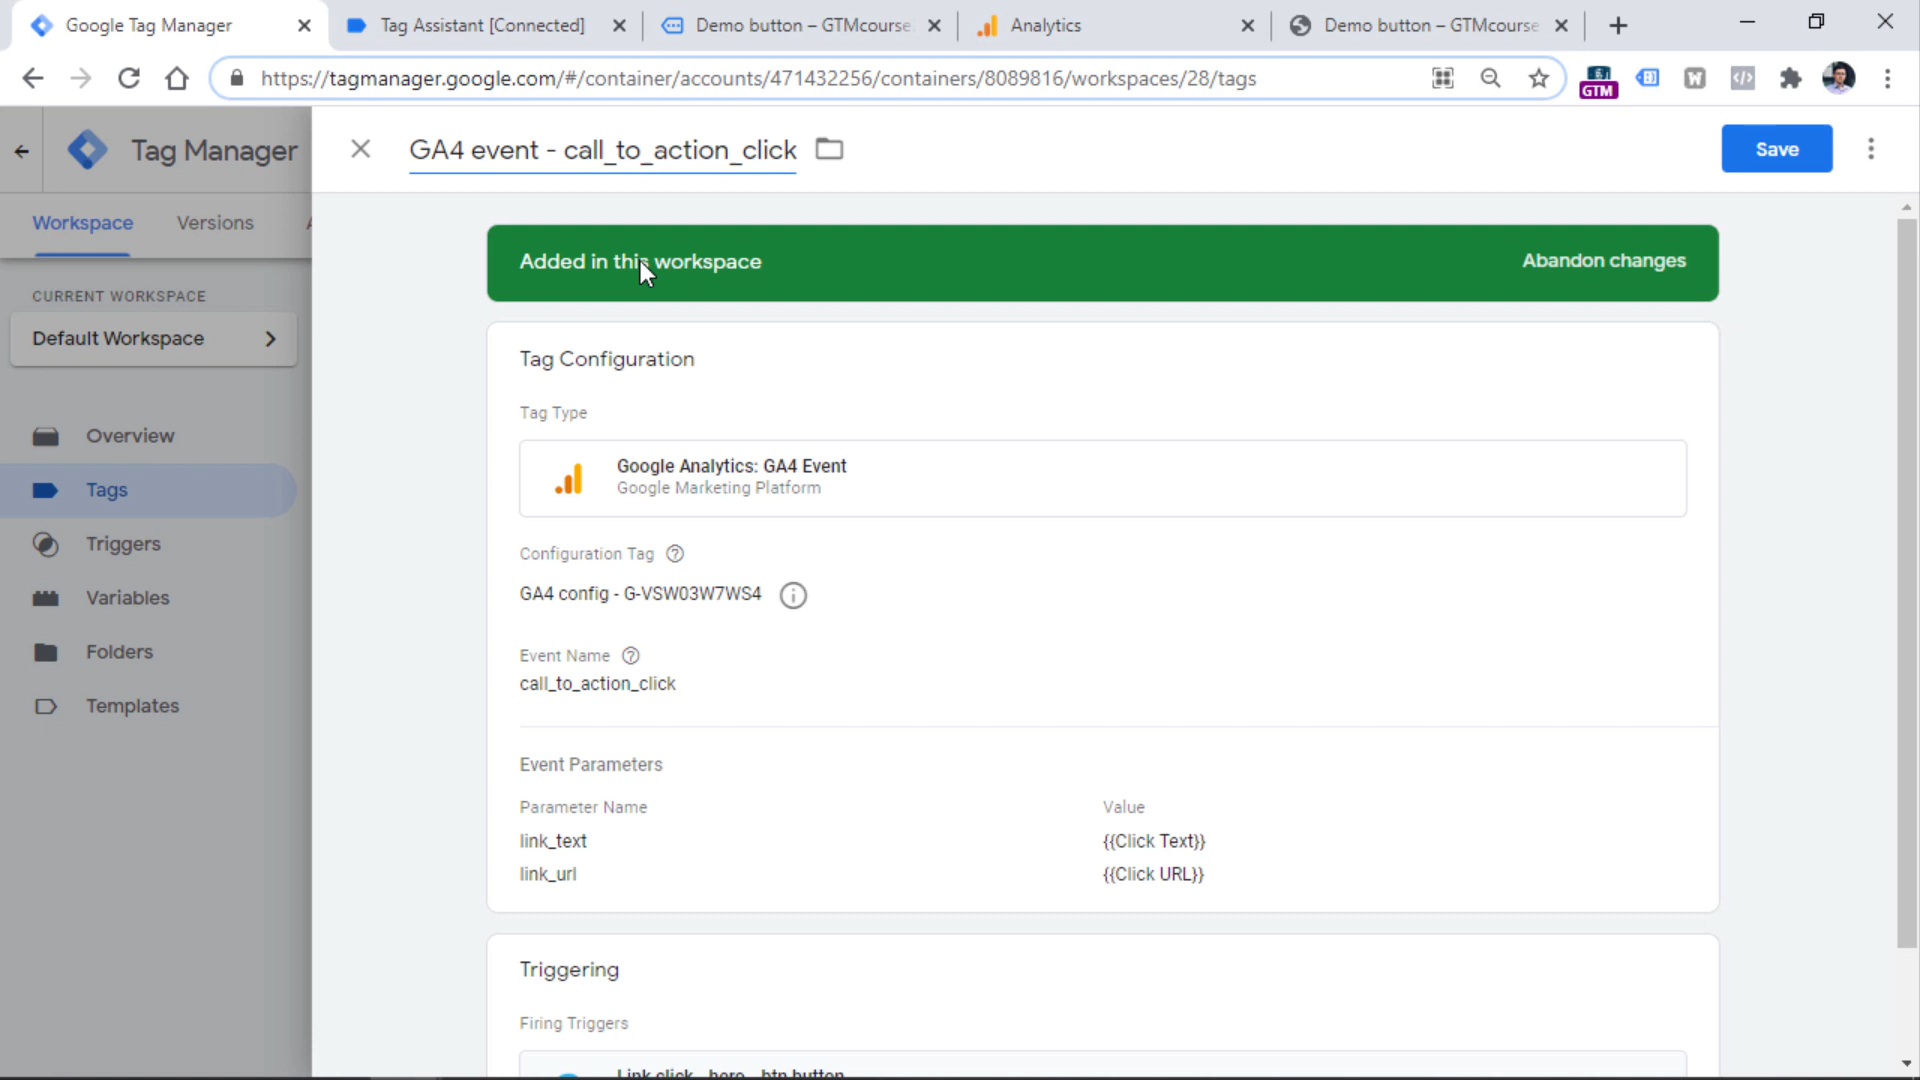 Google Tag Manager
Tag Assistant [Connected]
Demo button – GTMcourse
Analytics
Demo button – GTMcourse
https://tagmanager.google.com/#/container/accounts/471432256/containers/8089816/workspaces/28/tags
GTM
W
Tag Manager
GA4 event - call_to_action_click
Save
Workspace
Versions
Added in this workspace
Abandon changes
CURRENT WORKSPACE
Default Workspace
Overview
Tags
Triggers
Variables
Folders
Templates
Tag Configuration
Tag Type
Google Analytics: GA4 Event
Google Marketing Platform
Configuration Tag
GA4 config - G-VSW03W7WS4
Event Name
call_to_action_click
Event Parameters
Parameter Name
Value
link_text
{{Click Text}}
link_url
{{Click URL}}
Triggering
Firing Triggers
Link click - hero - btn button